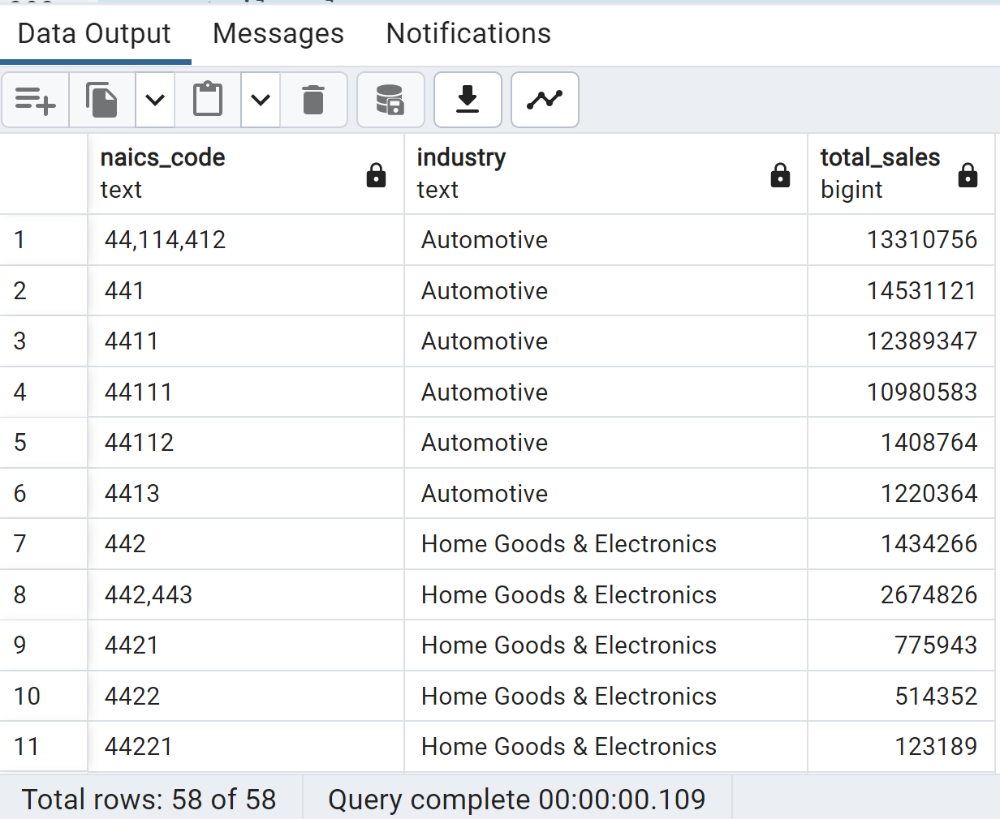 Data Output Messages Notifications
naics_code industry total_sales
text text bigint
1 44,114,412 Automotive 13310756
2 441 Automotive 14531121
3 4411 Automotive 12389347
4 44111 Automotive 10980583
5 44112 Automotive 1408764
6 4413 Automotive 1220364
7 442 Home Goods & Electronics 1434266
8 442,443 Home Goods & Electronics 2674826
9 4421 Home Goods & Electronics 775943
10 4422 Home Goods & Electronics 514352
11 44221 Home Goods & Electronics 123189
Total rows: 58 of 58 Query complete 00:00:00.109